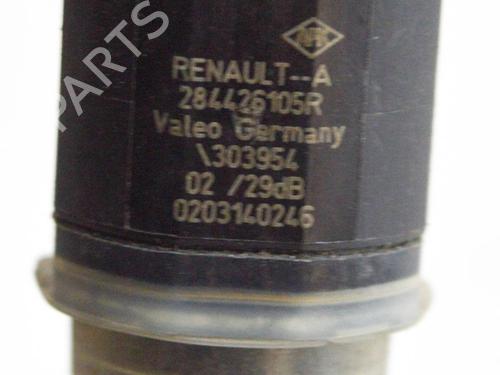 PARTS
RENAULT--A
284426105R
Valeo Germany
\303954
02 /29dB
0203140246